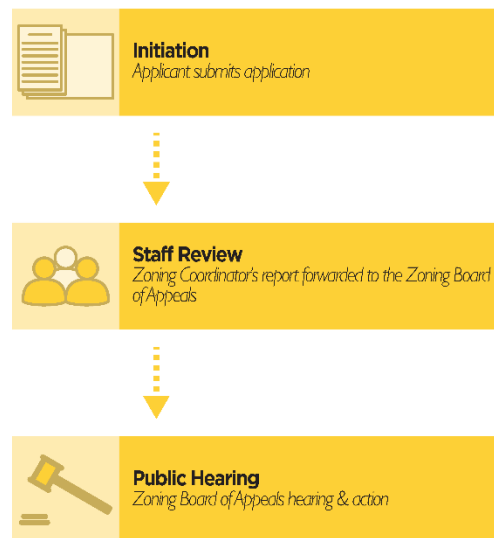 Initiation
Applicant submits application
Staff Review
Zoning Coordinator's report forwarded to the Zoning Board
of Appeals
Public Hearing
Zoning Board of Appeals hearing & action